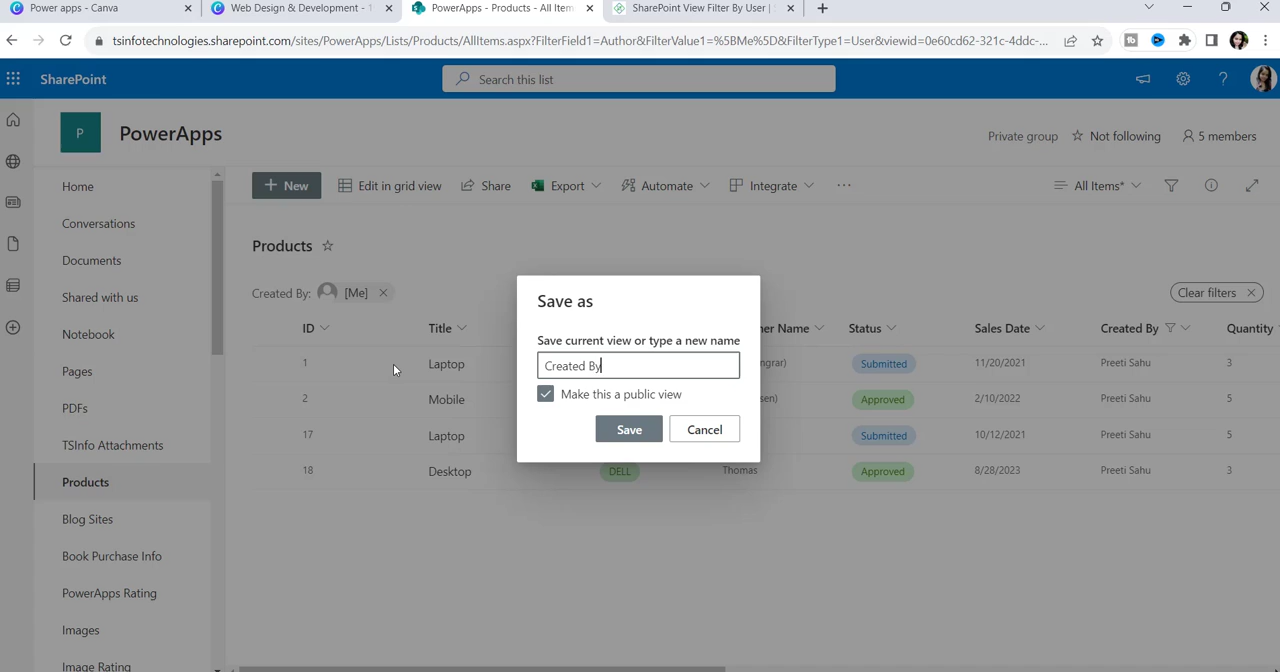 Power apps - Canva
Web Design & Development - 1
PowerApps - Products - All Item
SharePoint View Filter By User |
tsinfotechnologies.sharepoint.com/sites/PowerApps/Lists/Products/AllItems.aspx?FilterField1=Author&FilterValue1=%5BMe%5D&FilterType1=User&viewid=0e60cd62-321c-4ddc-...
SharePoint
Search this list
P
PowerApps
Private group
Not following
5 members
Home
Conversations
Documents
Shared with us
Notebook
Pages
PDFs
TSInfo Attachments
Products
Blog Sites
Book Purchase Info
PowerApps Rating
Images
Image Rating
New
Edit in grid view
Share
Export
Automate
Integrate
All Items*
Products
Created By: [Me]
Clear filters
ID Title Name Status Sales Date Created By Quantity
1 Laptop Submitted 11/20/2021 Preeti Sahu 3
2 Mobile Approved 2/10/2022 Preeti Sahu 5
17 Laptop Submitted 10/12/2021 Preeti Sahu 5
18 Desktop DELL Thomas Approved 8/28/2023 Preeti Sahu 3
Save as
Save current view or type a new name
Created By
Make this a public view
Save
Cancel